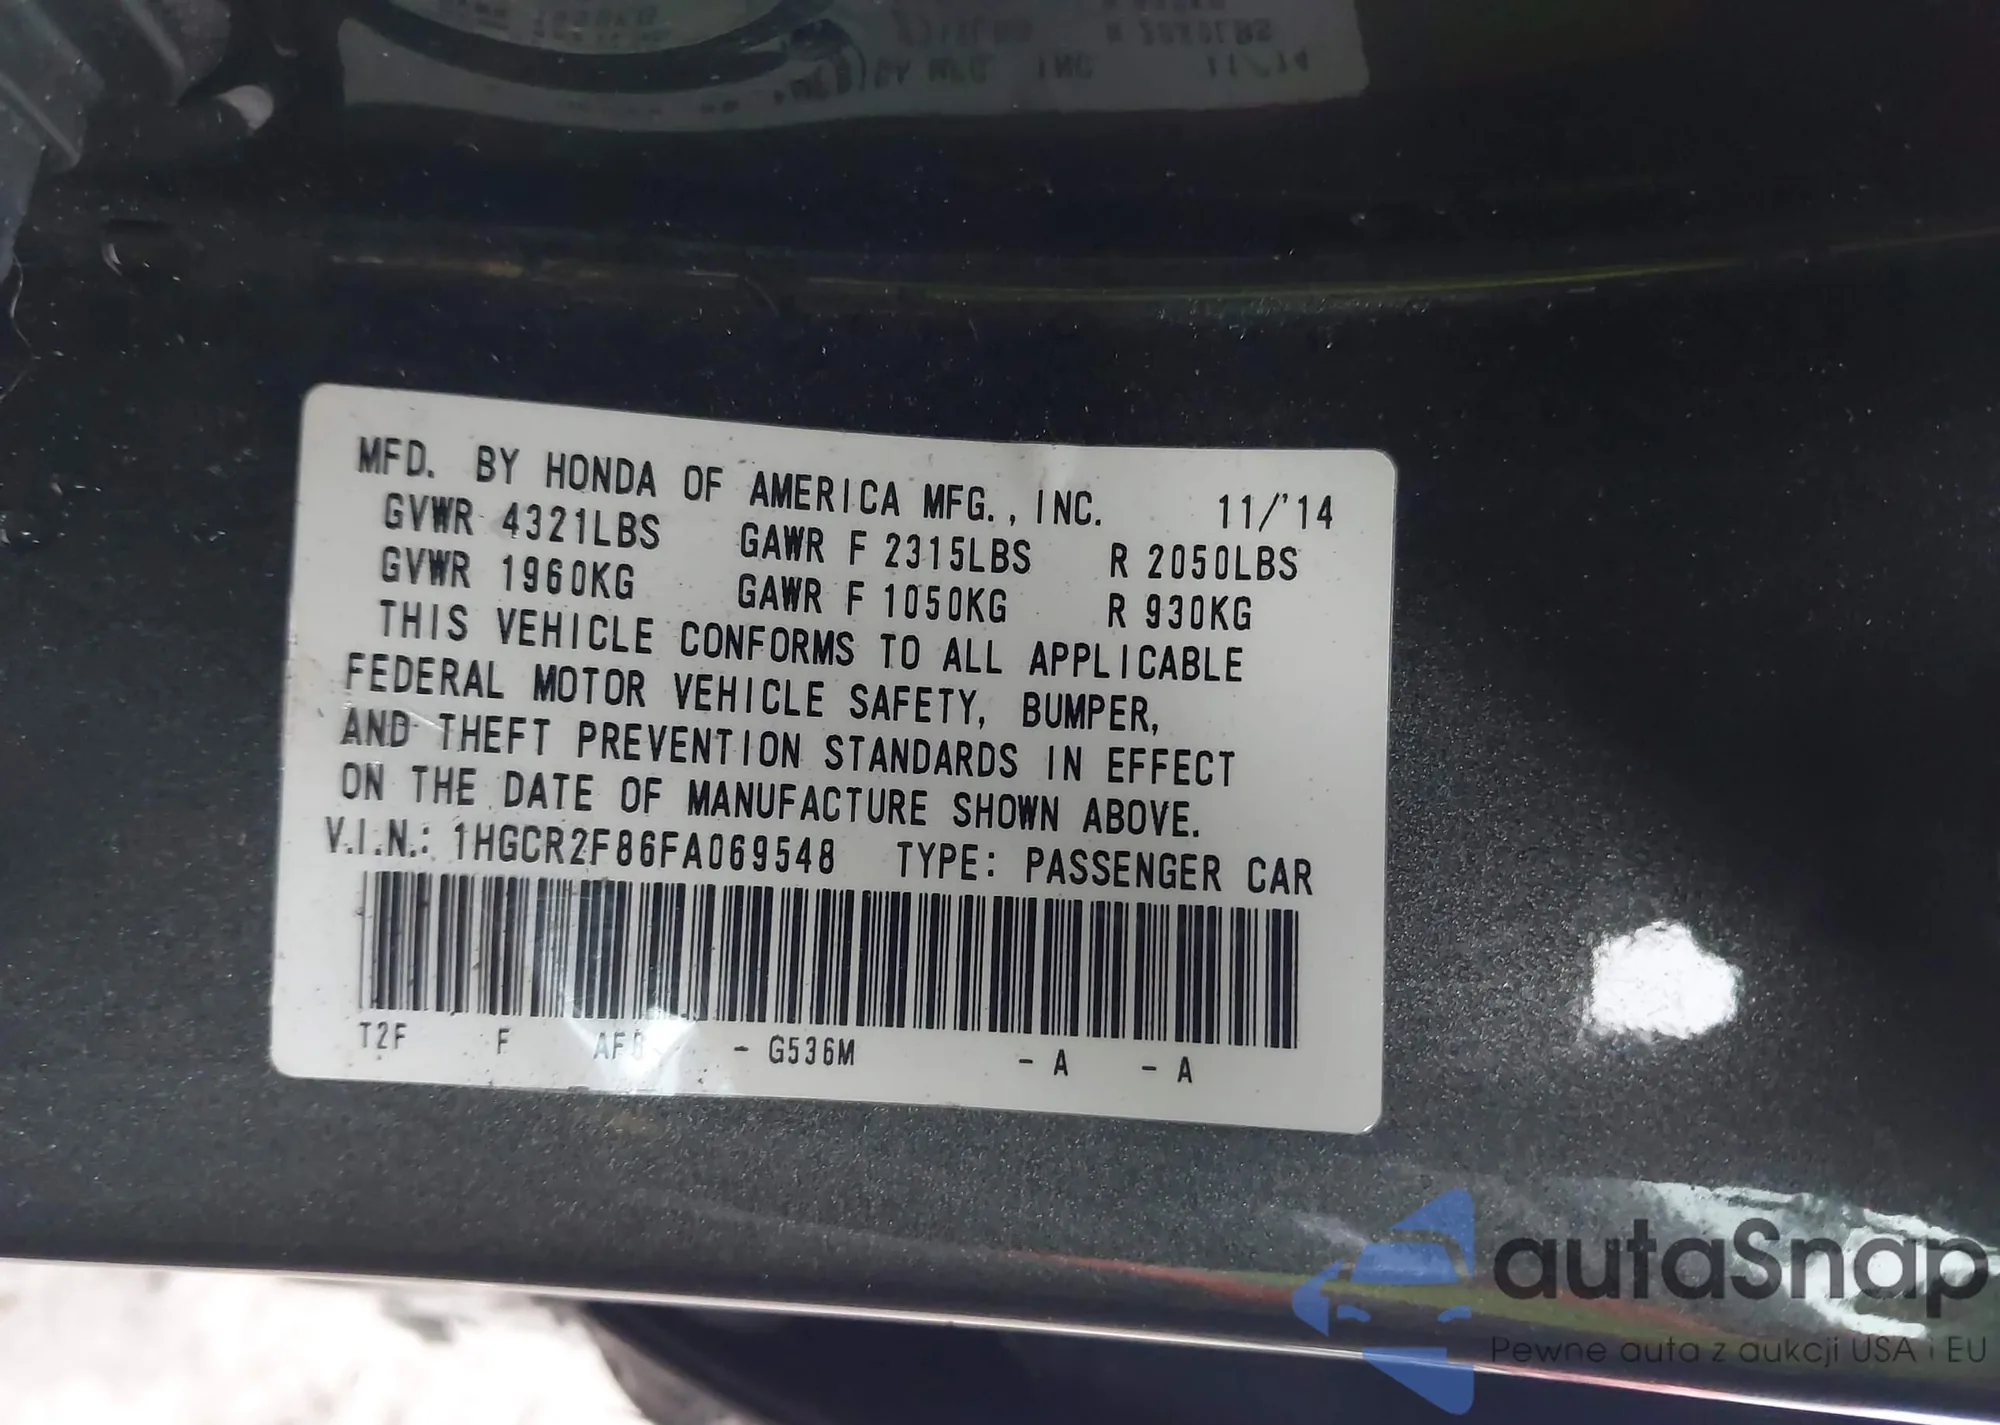 MFD. BY HONDA OF AMERICA MFG., INC. 11/'14
GVWR 4321LBS GAWR F 2315LBS R 2050LBS
GVWR 1960KG GAWR F 1050KG R 930KG
THIS VEHICLE CONFORMS TO ALL APPLICABLE
FEDERAL MOTOR VEHICLE SAFETY, BUMPER,
AND THEFT PREVENTION STANDARDS IN EFFECT
ON THE DATE OF MANUFACTURE SHOWN ABOVE.
V.I.N.: 1HGCR2F86FA069548 TYPE: PASSENGER CAR
T2F F - G536M - A - A
autaSnap
Pewne auta z aukcji USA i EU